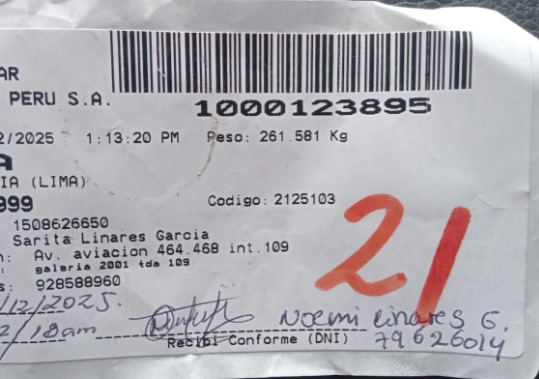 AR
PERU S.A.
1000123895
2/2025 1:13:20 PM Peso: 261.581 Kg
A
IA (LIMA)
999 Codigo: 2125103
1508626650
Sarita Linares Garcia
n: Av. aviacion 464.468 int.109
: galeria 2001 tda 109
s: 928588960
/12/2025.
2/18am Noemi Linares G.
Recibi Conforme (DNI) 79626014
21